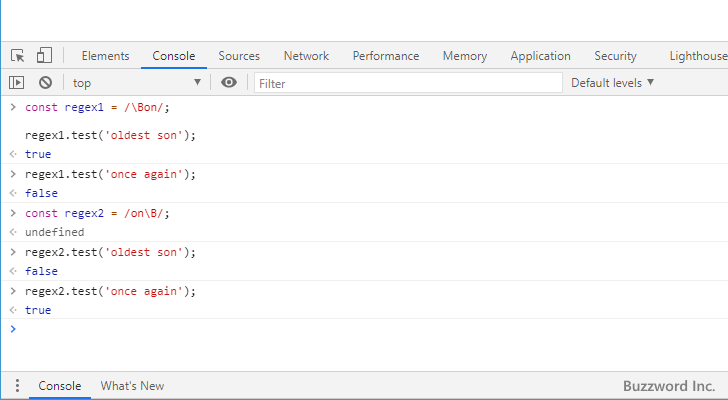 Elements Console Sources Network Performance Memory Application Security Lighthouse
top Filter Default levels
const regex1 = /\Bon/;
regex1.test('oldest son');
true
regex1.test('once again');
false
const regex2 = /on\B/;
undefined
regex2.test('oldest son');
false
regex2.test('once again');
true
Console What's New
Buzzword Inc.